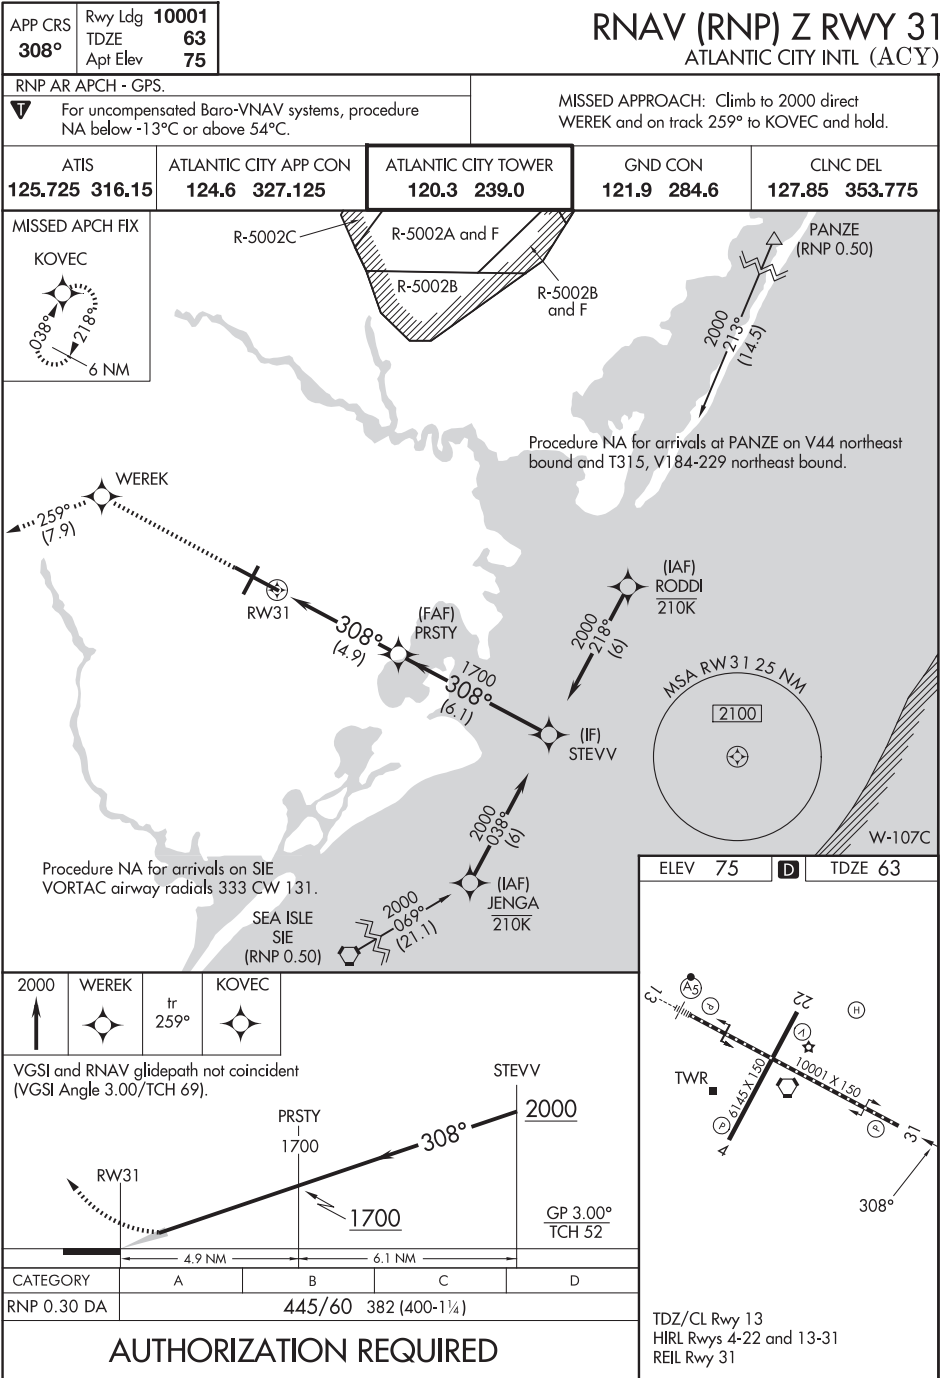 APP CRS
308°
Rwy Ldg 10001
TDZE 63
Apt Elev 75
RNAV (RNP) Z RWY 31
ATLANTIC CITY INTL (ACY)
RNP AR APCH - GPS.
T
For uncompensated Baro-VNAV systems, procedure
NA below -13°C or above 54°C.
MISSED APPROACH: Climb to 2000 direct
WEREK and on track 259° to KOVEC and hold.
ATIS
125.725 316.15
ATLANTIC CITY APP CON
124.6 327.125
ATLANTIC CITY TOWER
120.3 239.0
GND CON
121.9 284.6
CLNC DEL
127.85 353.775
MISSED APCH FIX
KOVEC
038°
218°
6 NM
R-5002C
R-5002A and F
R-5002B
R-5002B
and F
PANZE
(RNP 0.50)
2000
213°
(14.5)
Procedure NA for arrivals at PANZE on V44 northeast
bound and T315, V184-229 northeast bound.
WEREK
259°
(7.9)
RW31
308°
(4.9)
(FAF)
PRSTY
1700
308°
(6.1)
(IAF)
RODDI
210K
2000
218°
(6)
(IF)
STEVV
MSA RW31 25 NM
2100
W-107C
2000
038°
(6)
(IAF)
JENGA
210K
Procedure NA for arrivals on SIE
VORTAC airway radials 333 CW 131.
SEA ISLE
SIE
(RNP 0.50)
2000
069°
(21.1)
ELEV 75
D
TDZE 63
2000
WEREK
tr
259°
KOVEC
VGSI and RNAV glidepath not coincident
(VGSI Angle 3.00/TCH 69).
STEVV
2000
PRSTY
1700
308°
RW31
1700
GP 3.00°
TCH 52
4.9 NM
6.1 NM
CATEGORY A B C D
RNP 0.30 DA 445/60 382 (400-1¼)
AUTHORIZATION REQUIRED
13
A5
P
22
H
V
TWR
6145 X 150
10001 X 150
P
4
P
31
308°
TDZ/CL Rwy 13
HIRL Rwys 4-22 and 13-31
REIL Rwy 31